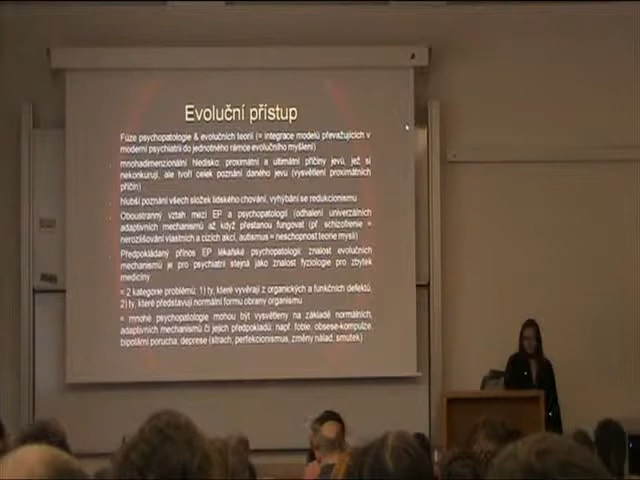 Evoluční přístup
Fúze psychopatologie & evolučních teorií (= integrace modelů převažujících v
moderní psychiatrii do jednotného rámce evolučního myšlení)
mnohadimenzionální hledisko: proximátní a ultimátní příčiny jevů, jež si
nekonkurují, ale tvoří celek poznání daného jevu (vysvětlení proximátních
příčin)
hlubší poznání všech složek lidského chování, vyhýbání se redukcionismu
Oboustranný vztah mezi EP a psychopatologií (odhalení univerzálních
adaptivních mechanismů až když přestanou fungovat (př. schizofrenie =
nerozlišování vlastních a cizích akcí, autismus = neschopnost teorie mysli)
Předpokládaný přínos EP lékařské psychopatologii: znalost evolučních
mechanismů je pro psychiatrii stejná jako znalost fyziologie pro zbytek
medicíny
= 2 kategorie problémů: 1) ty, které vyvěrají z organických a funkčních defektů,
2) ty, které představují normální formu obrany organismu
= mnohé psychopatologie mohou být vysvětleny na základě normálních,
adaptivních mechanismů či jejich předpokladů: např. fobie, obsese-kompulze,
bipolární porucha, deprese (strach, perfekcionismus, změny nálad, smutek)